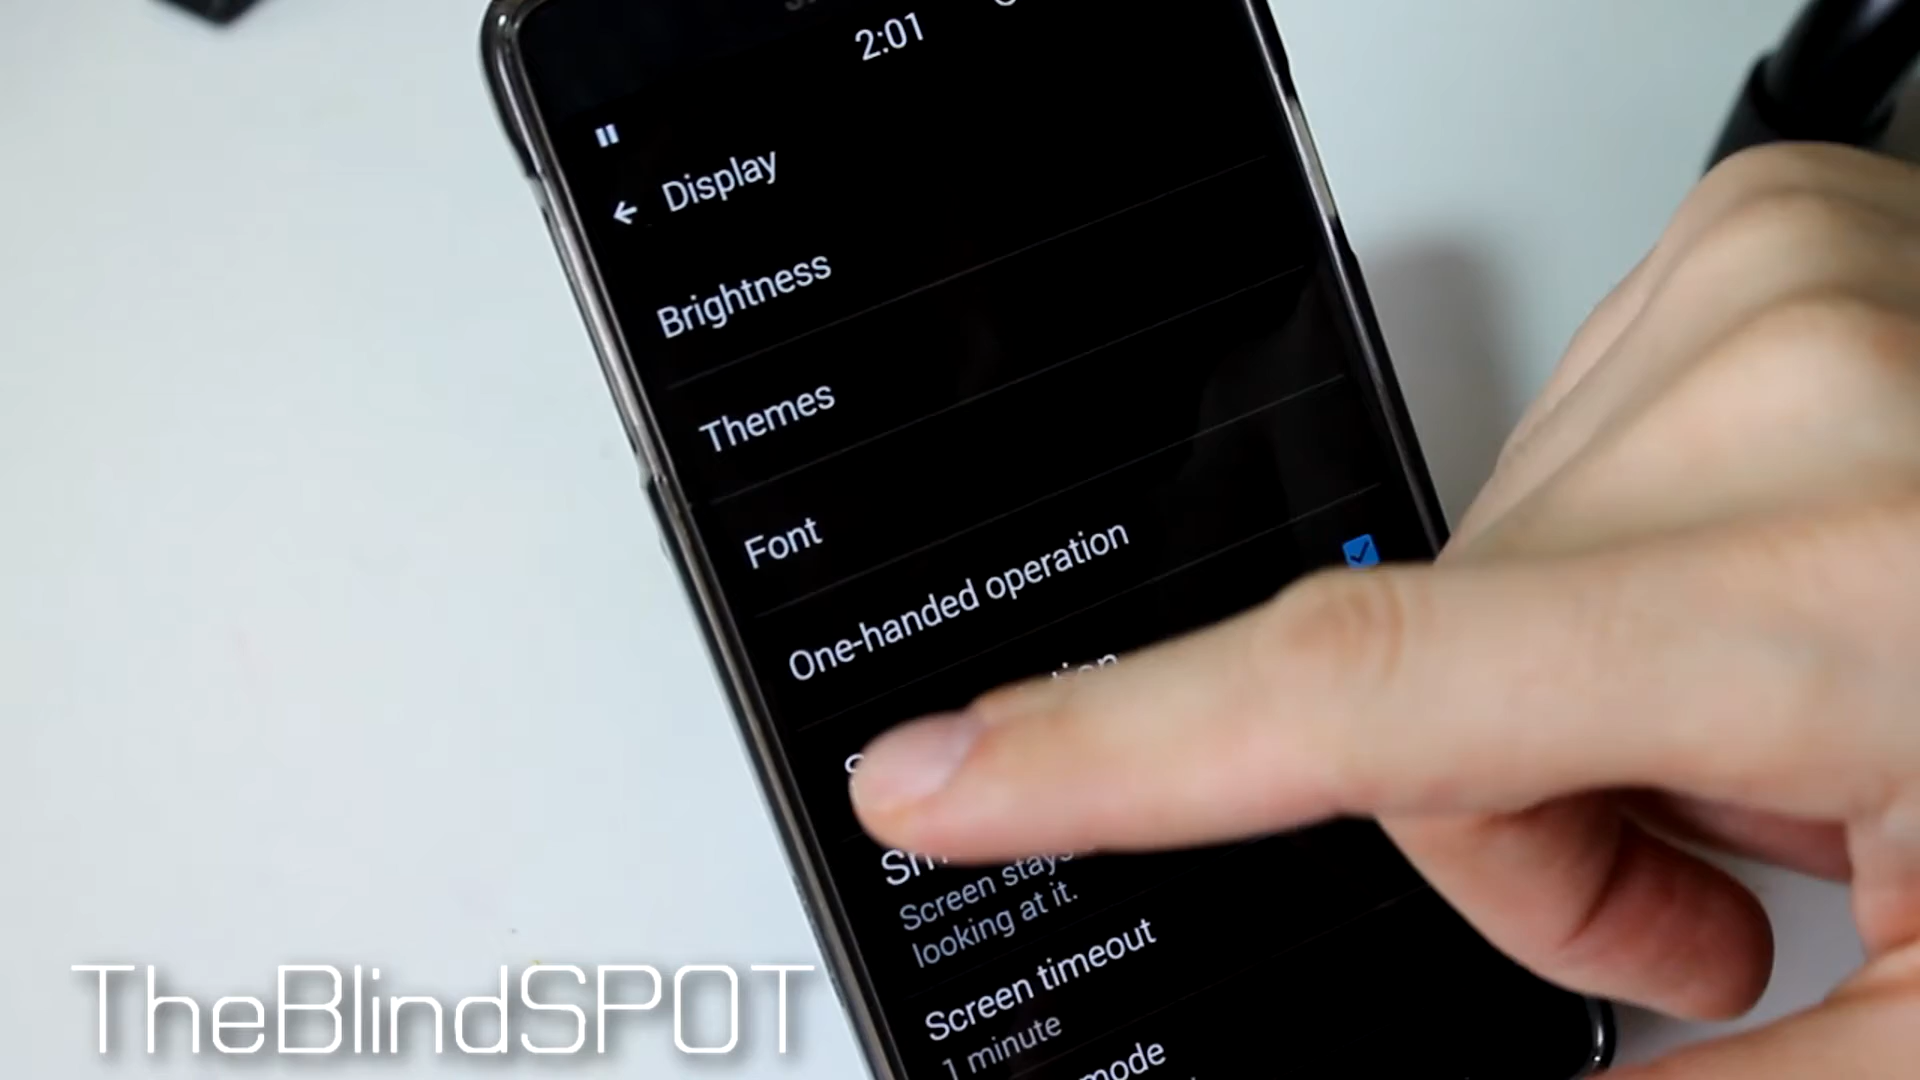 2:01
Display
Brightness
Themes
Font
One-handed operation
Screen stays
looking at it.
Screen timeout
1 minute
mode
TheBlindSPOT